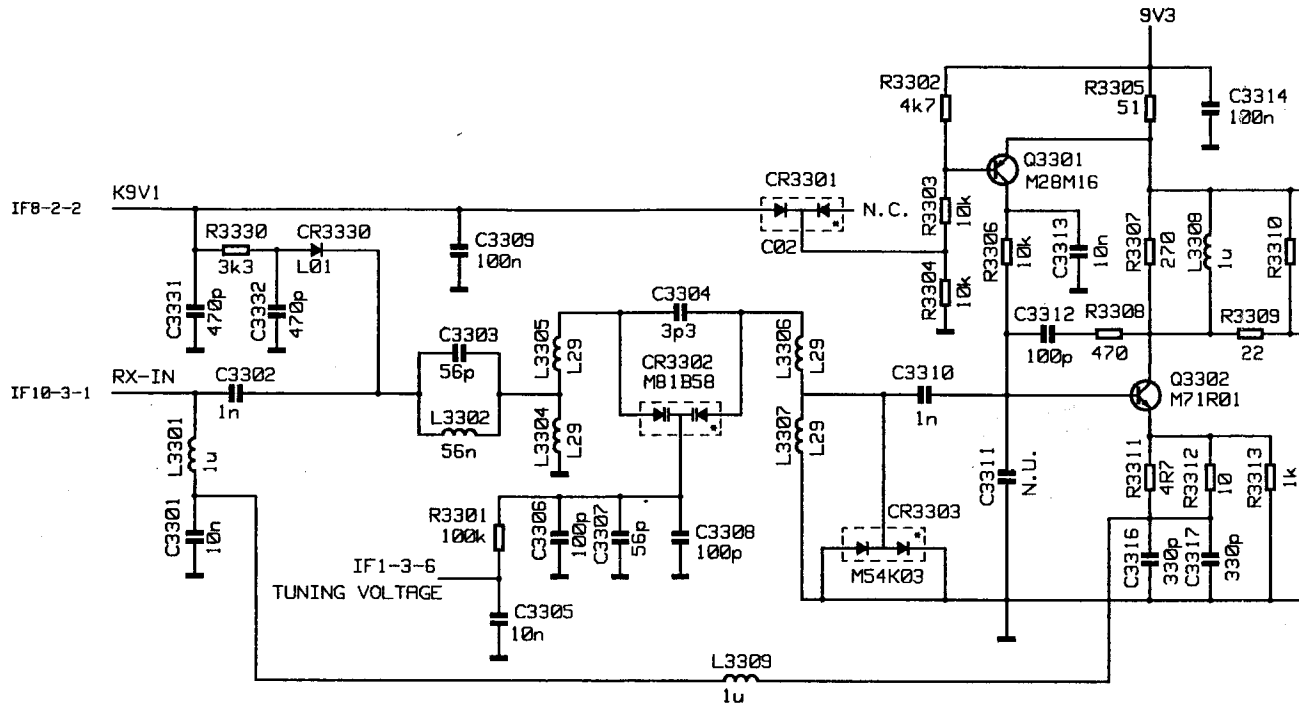 9V3
R3302
4k7
R3305
51
C3314
100n
Q3301
M28M16
CR3301
IF8-2-2
K9V1
N.C.
*
C02
R3303
10k
R3306
10k
C3313
10n
R3307
270
L3308
1u
R3310
R3330
3k3
CR3330
L01
C3309
100n
C3331
470p
C3332
470p
R3304
10k
C3304
3p3
C3303
56p
L3305
L29
CR3302
M81B58
*
L3306
L29
C3312
100p
R3308
470
R3309
22
IF10-3-1
RX-IN
C3302
1n
L3302
56n
L3304
L29
L3307
L29
C3310
1n
Q3302
M71R01
L3301
1u
C3311
N.U.
R3311
4R7
R3312
10
R3313
1k
C3301
10n
R3301
100k
C3306
100p
C3307
56p
C3308
100p
CR3303
*
M54K03
C3316
330p
C3317
330p
IF1-3-6
TUNING VOLTAGE
C3305
10n
L3309
1u